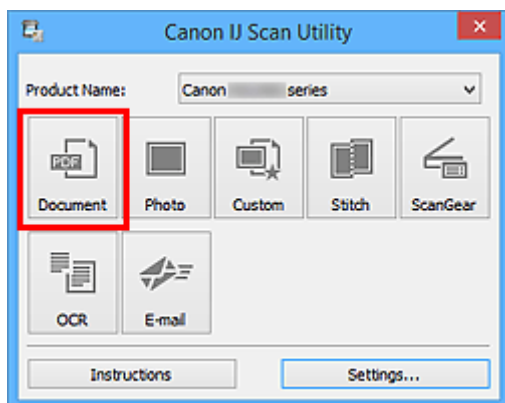 Canon IJ Scan Utility
Product Name: Canon series
PDF
Document Photo Custom Stitch ScanGear
OCR E-mail
Instructions Settings...